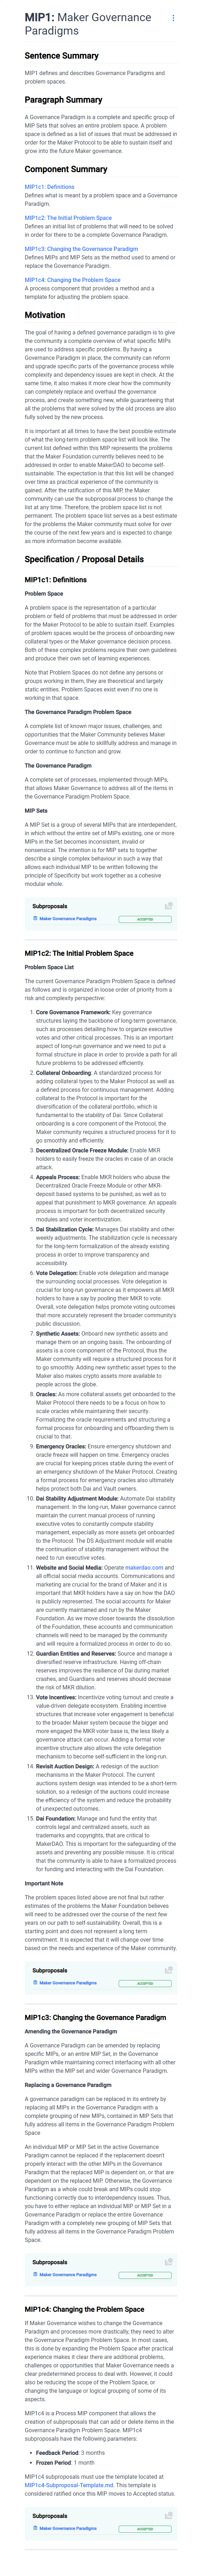 MIP1: Maker Governance
Paradigms
Sentence Summary
MIP1 defines and describes Governance Paradigms and
problem spaces.
Paragraph Summary
A Governance Paradigm is a complete and specific group of
MIP Sets that solves an entire problem space. A problem
space is defined as a list of issues that must be addressed in
order for the Maker Protocol to be able to sustain itself and
grow into the future Maker governance.
Component Summary
MIP1c1: Definitions
Defines what is meant by a problem space and a Governance
Paradigm.
MIP1c2: The Initial Problem Space
Defines an initial list of problems that will need to be solved
in order for there to be a complete Governance Paradigm.
MIP1c3: Changing the Governance Paradigm
Defines MIPs and MIP Sets as the method used to amend or
replace the Governance Paradigm.
MIP1c4: Changing the Problem Space
A process component that provides a method and a
template for adjusting the problem space.
Motivation
The goal of having a defined governance paradigm is to give
the community a complete overview of what specific MIPs
are used to address specific problems. By having a
Governance Paradigm in place, the community can reform
and upgrade specific parts of the governance process while
complexity and dependency issues are kept in check. At the
same time, it also makes it more clear how the community
can completely replace and overhaul the governance
process, and create something new, while guaranteeing that
all the problems that were solved by the old process are also
fully solved by the new process.
It is important at all times to have the best possible estimate
of what the long-term problem space list will look like. The
current list defined within this MIP represents the problems
that the Maker Foundation currently believes need to be
addressed in order to enable MakerDAO to become self-
sustainable. The expectation is that this list will be changed
over time as practical experience of the community is
gained. After the ratification of this MIP, the Maker
community can use the subproposal process to change the
list at any time. Therefore, the problem space list is not
permanent. The problem space list serves as a best estimate
for the problems the Maker community must solve for over
the course of the next few years and is expected to change
as more information become available.
Specification / Proposal Details
MIP1c1: Definitions
Problem Space
A problem space is the representation of a particular
problem or field of problems that must be addressed in order
for the Maker Protocol to be able to sustain itself. Examples
of problem spaces would be the process of onboarding new
collateral types or the Maker governance decision process.
Both of these complex problems require their own guidelines
and produce their own set of learning experiences.
Note that Problem Spaces do not define any persons or
groups working in them, they are theoretical and largely
static entities. Problem Spaces exist even if no one is
working in that space.
The Governance Paradigm Problem Space
A complete list of known major issues, challenges, and
opportunities that the Maker Community believes Maker
Governance must be able to skillfully address and manage in
order to continue to function and grow.
The Governance Paradigm
A complete set of processes, implemented through MIPs,
that allows Maker Governance to address all of the items in
the Governance Paradigm Problem Space.
MIP Sets
A MIP Set is a group of several MIPs that are interdependent,
in which without the entire set of MIPs existing, one or more
MIPs in the Set becomes inconsistent, invalid or
nonsensical. The intention is for MIP sets to together
describe a single complex behaviour in such a way that
allows each individual MIP to be written following the
principle of Specificity but work together as a cohesive
modular whole.
Subproposals
Maker Governance Paradigms ACCEPTED
MIP1c2: The Initial Problem Space
Problem Space List
The current Governance Paradigm Problem Space is defined
as follows and is organized in loose order of priority from a
risk and complexity perspective:
1. Core Governance Framework: Key governance
structures laying the backbone of long-term governance,
such as processes detailing how to organize executive
votes and other critical processes. This is an important
aspect of long-run governance and we need to put a
formal structure in place in order to provide a path for all
future problems to be addressed efficiently.
2. Collateral Onboarding. A standardized process for
adding collateral types to the Maker Protocol as well as
a defined process for continuous management. Adding
collateral to the Protocol is important for the
diversification of the collateral portfolio, which is
fundamental to the stability of Dai. Since Collateral
onboarding is a core component of the Protocol, the
Maker community requires a structured process for it to
go smoothly and efficiently.
3. Decentralized Oracle Freeze Module: Enable MKR
holders to easily freeze the oracles in case of an oracle
attack.
4. Appeals Process: Enable MKR holders who abuse the
Decentralized Oracle Freeze Module or other MKR-
deposit based systems to be punished, as well as to
appeal that punishment to MKR governance. An appeals
process is important for both decentralized security
modules and voter incentivization.
5. Dai Stabilization Cycle: Manages Dai stability and other
weekly adjustments. The stabilization cycle is necessary
for the long-term formalization of the already existing
process in order to improve transparency and
accessibility.
6. Vote Delegation: Enable vote delegation and manage
the surrounding social processes. Vote delegation is
crucial for long-run governance as it empowers all MKR
holders to have a say by pooling their MKR to vote.
Overall, vote delegation helps promote voting outcomes
that more accurately represent the broader community's
public discussion.
7. Synthetic Assets: Onboard new synthetic assets and
manage them on an ongoing basis. The onboarding of
assets is a core component of the Protocol, thus the
Maker community will require a structured process for it
to go smoothly. Adding new synthetic asset types to the
Maker also makes crypto assets more available to
people across the globe.
8. Oracles: As more collateral assets get onboarded to the
Maker Protocol there needs to be a focus on how to
scale oracles while maintaining their security.
Formalizing the oracle requirements and structuring a
formal process for onboarding and offboarding them is
crucial to that.
9. Emergency Oracles: Ensure emergency shutdown and
oracle freeze will happen on time. Emergency oracles
are crucial for keeping prices stable during the event of
an emergency shutdown of the Maker Protocol. Creating
a formal process for emergency oracles also ultimately
helps protect both Dai and Vault owners.
10. Dai Stability Adjustment Module: Automate Dai stability
management. In the long-run, Maker governance cannot
maintain the current manual process of running
executive votes to constantly compute stability
management, especially as more assets get onboarded
to the Protocol. The DS Adjustment module will enable
the continuation of stability management without the
need to run executive votes.
11. Website and Social Media: Operate makerdao.com and
all official social media accounts. Communications and
marketing are crucial for the brand of Maker and it is
important that MKR holders have a say on how the DAO
is publicly represented. The social accounts for Maker
are currently maintained and run by the Maker
Foundation. As we move closer towards the dissolution
of the Foundation, these accounts and communication
channels will need to be managed by the community
and will require a formalized process in order to do so.
12. Guardian Entities and Reserves: Source and manage a
diversified reserve infrastructure. Having off-chain
reserves improves the resilience of Dai during market
crashes, and Guardians and reserves should decrease
the risk of MKR dilution.
13. Vote Incentives: Incentivize voting turnout and create a
value-driven delegate ecosystem. Enabling incentive
structures that increase voter engagement is beneficial
to the broader Maker system because the bigger and
more engaged the MKR voter base is, the less likely a
governance attack can occur. Adding a formal voter
incentive structure also allows the vote delegation
mechanism to become self-sufficient in the long-run.
14. Revisit Auction Design: A redesign of the auction
mechanisms in the Maker Protocol. The current
auctions system design was intended to be a short-term
solution, so a redesign of the auctions could increase
the efficiency of the system and reduce the probability
of unexpected outcomes.
15. Dai Foundation: Manage and fund the entity that
controls legal and centralized assets, such as
trademarks and copyrights, that are critical to
MakerDAO. This is important for the safeguarding of the
assets and preventing any possible misuse. It is critical
that the community is able to have a formalized process
for funding and interacting with the Dai Foundation.
Important Note
The problem spaces listed above are not final but rather
estimates of the problems the Maker Foundation believes
will need to be addressed over the course of the next few
years on our path to self-sustainability. Overall, this is a
starting point and does not represent a long term
commitment. It is expected that it will change over time
based on the needs and experience of the Maker community.
Subproposals
Maker Governance Paradigms ACCEPTED
MIP1c3: Changing the Governance Paradigm
Amending the Governance Paradigm
A Governance Paradigm can be amended by replacing
specific MIPs, or an entire MIP Set, in the Governance
Paradigm while maintaining correct interfacing with all other
MIPs within the MIP set and wider Governance Paradigm.
Replacing a Governance Paradigm
A governance paradigm can be replaced in its entirety by
replacing all MIPs in the Governance Paradigm with a
complete grouping of new MIPs, contained in MIP Sets that
fully address all items in the Governance Paradigm Problem
Space
An individual MIP or MIP Set in the active Governance
Paradigm cannot be replaced if the replacement doesn't
properly interact with the other MIPs in the Governance
Paradigm that the replaced MIP is dependent on, or that are
dependent on the replaced MIP. Otherwise, the Governance
Paradigm as a whole could break and MIPs could stop
functioning correctly due to interdependency issues. Thus,
you have to either replace an individual MIP or MIP Set in a
Governance Paradigm or replace the entire Governance
Paradigm with a completely new grouping of MIP Sets that
fully address all items in the Governance Paradigm Problem
Space.
Subproposals
Maker Governance Paradigms ACCEPTED
MIP1c4: Changing the Problem Space
If Maker Governance wishes to change the Governance
Paradigm and processes more drastically, they need to alter
the Governance Paradigm Problem Space. In most cases,
this is done by expanding the Problem Space after practical
experience makes it clear there are additional problems,
challenges or opportunities that Maker Governance needs a
clear predetermined process to deal with. However, it could
also be reducing the scope of the Problem Space, or
changing the language or logical grouping of some of its
aspects.
MIP1c4 is a Process MIP component that allows the
creation of subproposals that can add or delete items in the
Governance Paradigm Problem Space. MIP1c4
subproposals have the following parameters:
• Feedback Period: 3 months
• Frozen Period: 1 month
MIP1c4 subproposals must use the template located at
MIP1c4-Subproposal-Template.md. This template is
considered ratified once this MIP moves to Accepted status.
Subproposals
Maker Governance Paradigms ACCEPTED